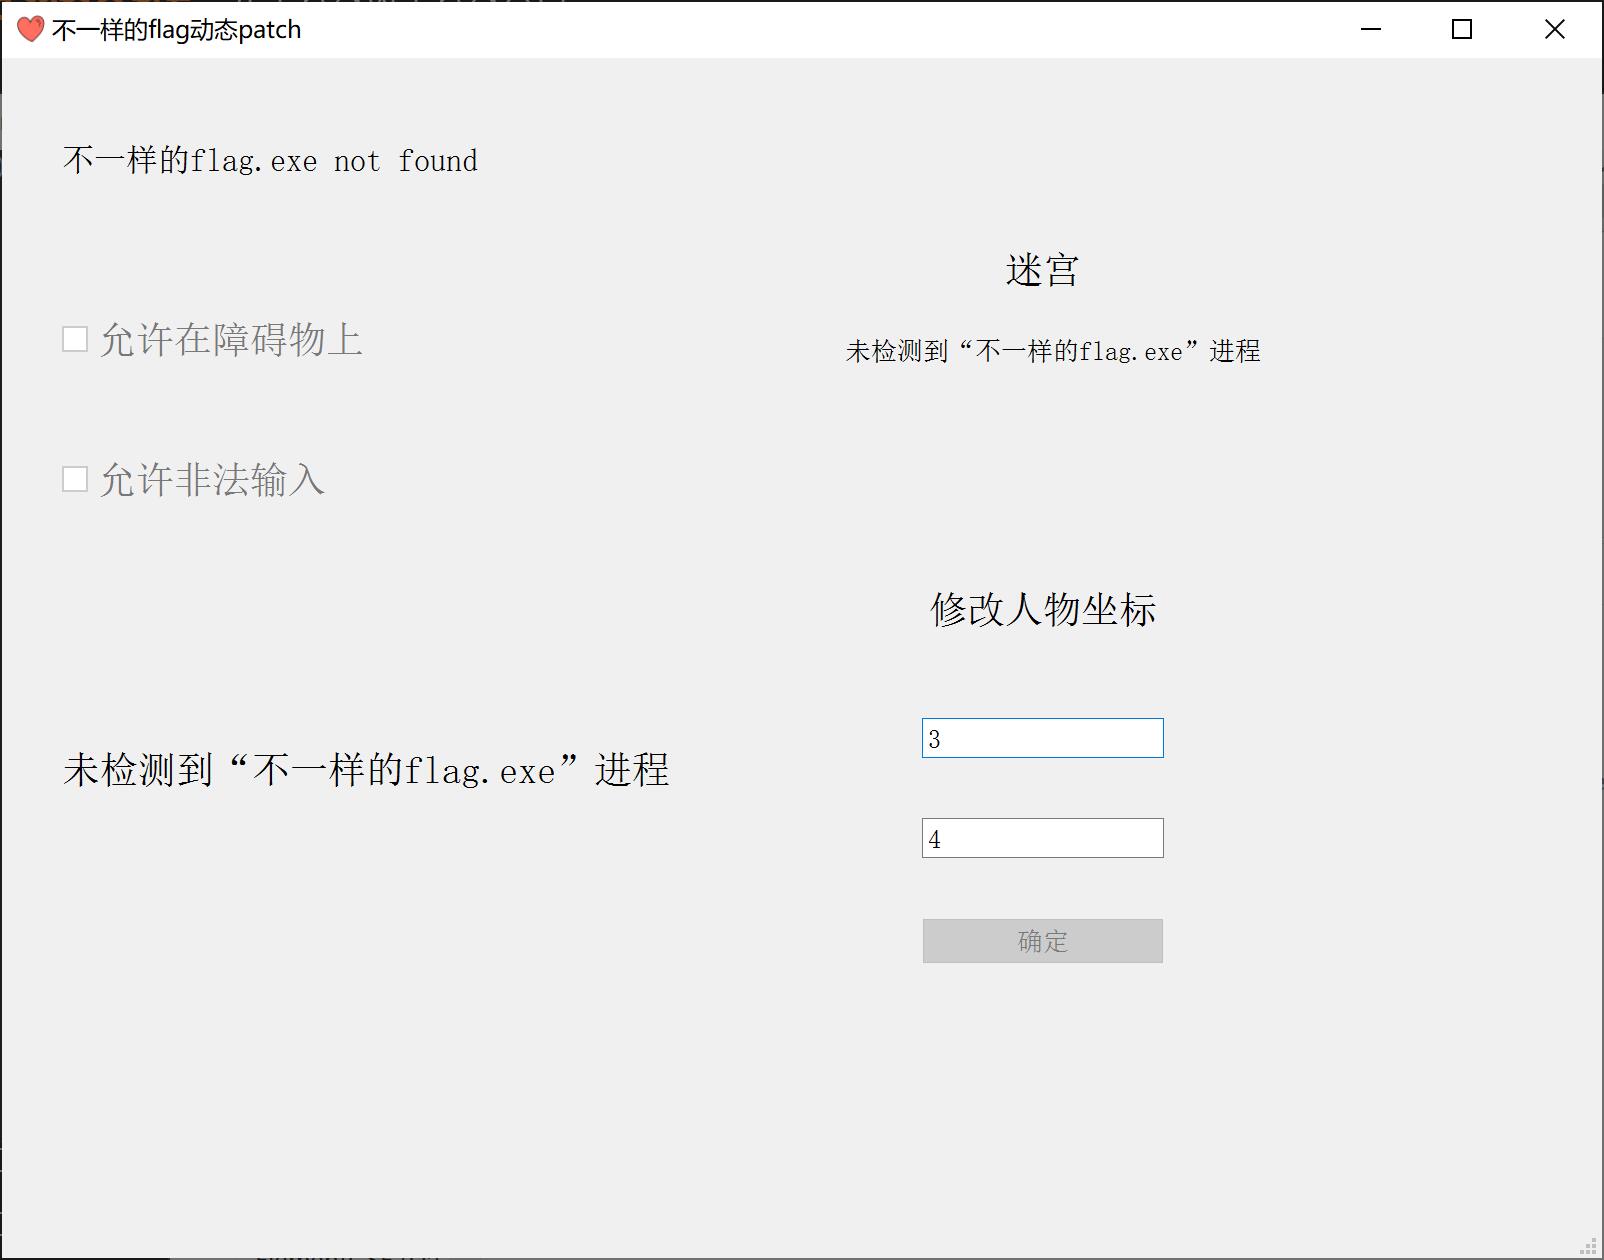 不一样的flag动态patch
不一样的flag.exe not found
迷宫
允许在障碍物上
未检测到“不一样的flag.exe”进程
允许非法输入
修改人物坐标
3
未检测到“不一样的flag.exe”进程
4
确定